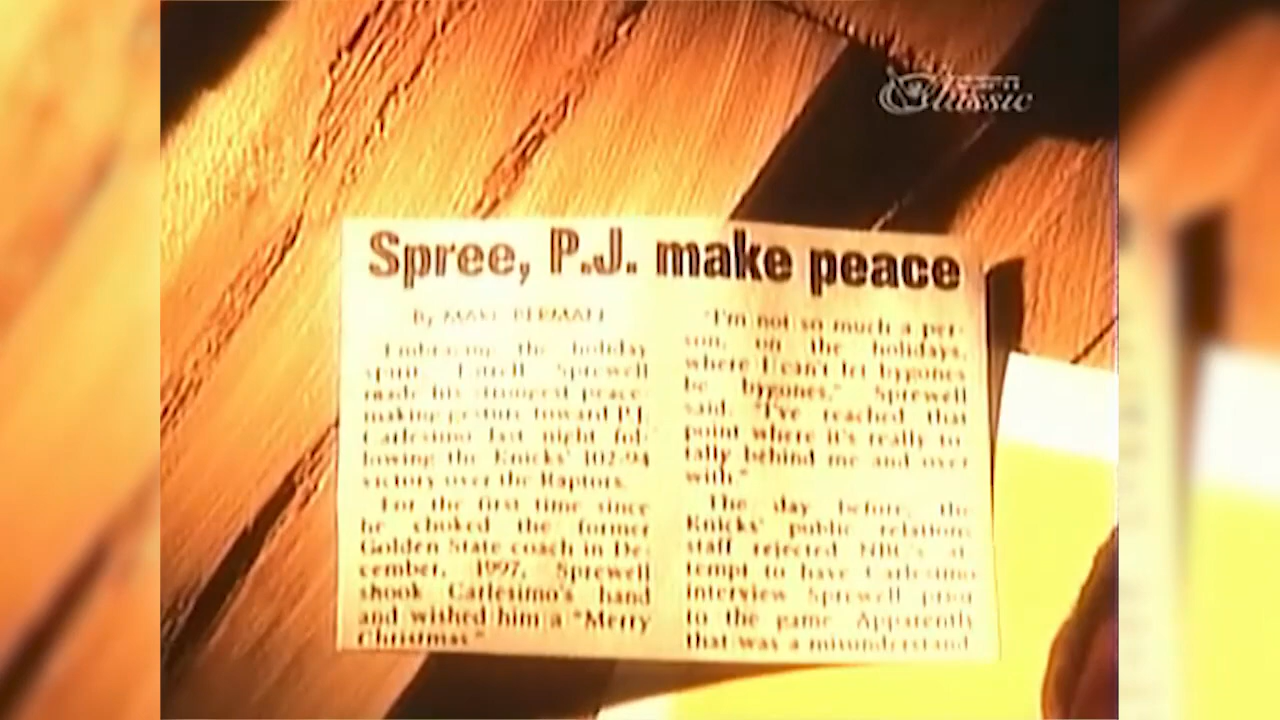 Classic
Spree, P.J. make peace
By MARC BERMAN
Embracing the holiday
spirit, Latrell Sprewell
made his strongest peace-
making gesture toward P.J.
Carlesimo last night fol-
lowing the Knicks' 102-94
victory over the Raptors.
For the first time since
he choked the former
Golden State coach in De-
cember, 1997, Sprewell
shook Carlesimo's hand
and wished him a "Merry
Christmas."
"I'm not so much a per-
son, on the holidays,
where I can't let bygones
be bygones," Sprewell
said. "I've reached that
point where it's really to-
tally behind me and over
with."
The day before, the
Knicks' public relations
staff rejected NBC's at-
tempt to have Carlesimo
interview Sprewell prior
to the game. Apparently
that was a misunderstand